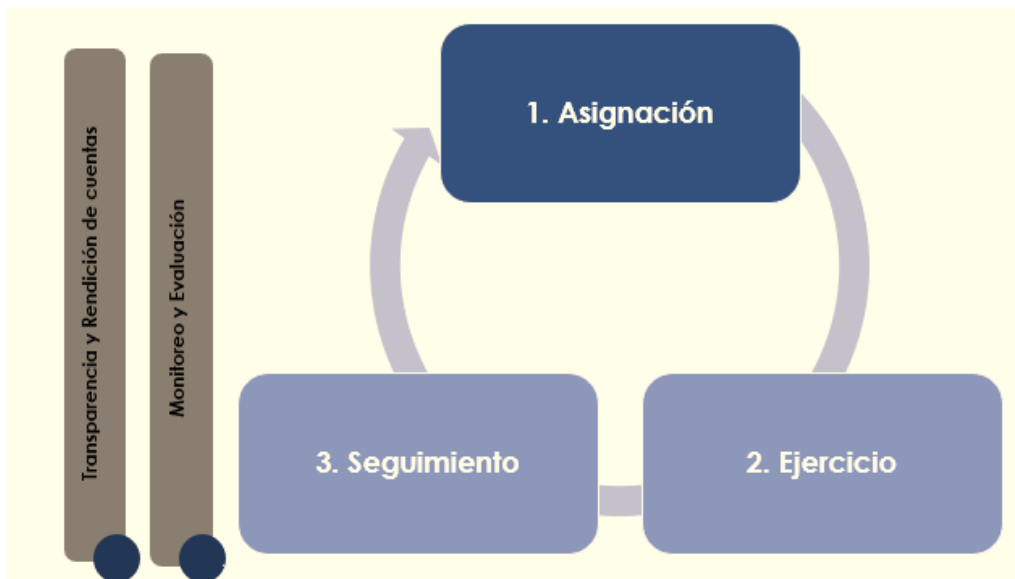 Transparencia y Rendición de cuentas
Monitoreo y Evaluación
1. Asignación
3. Seguimiento
2. Ejercicio